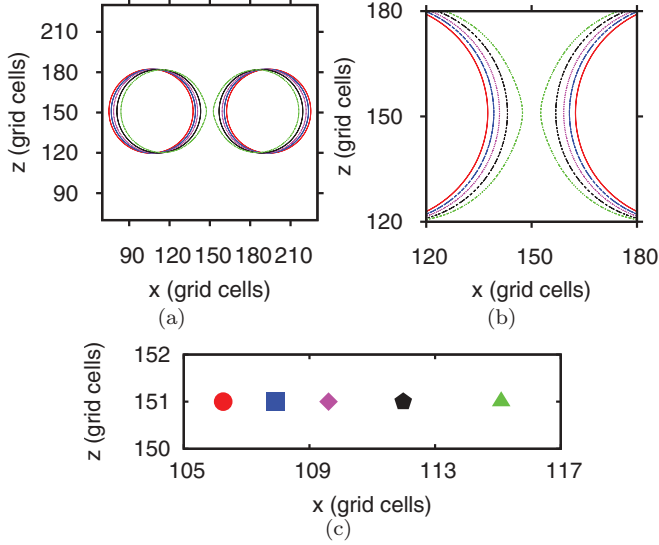 210
180
150
120
90
z (grid cells)
90 120 150 180 210
x (grid cells)
(a)
180
150
120
z (grid cells)
120 150 180
x (grid cells)
(b)
152
151
150
z (grid cells)
105 109 113 117
x (grid cells)
(c)